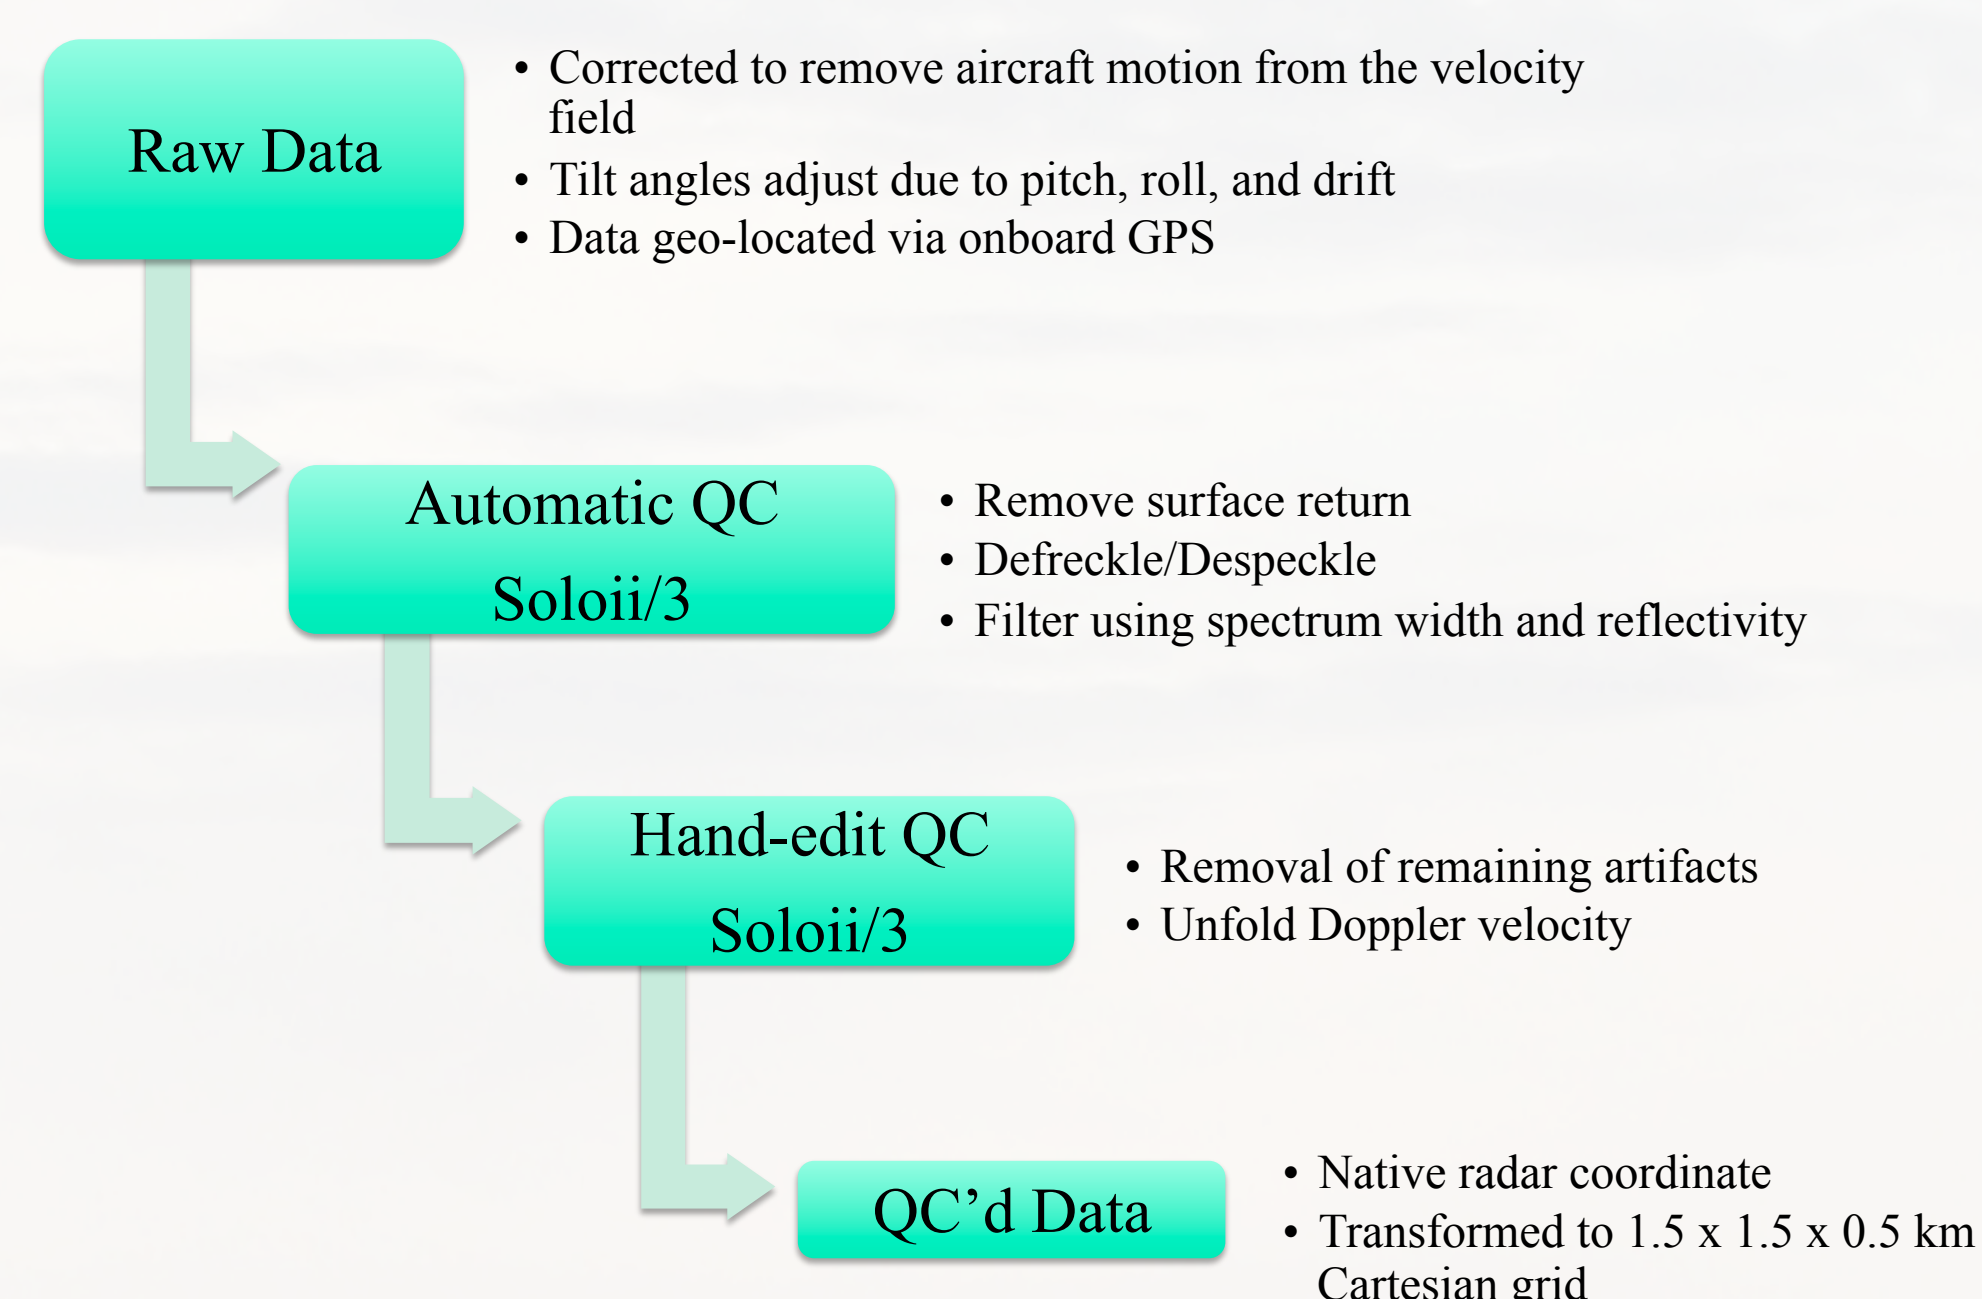 Raw Data
• Corrected to remove aircraft motion from the velocity
field
• Tilt angles adjust due to pitch, roll, and drift
• Data geo-located via onboard GPS
Automatic QC
Soloii/3
• Remove surface return
• Defreckle/Despeckle
• Filter using spectrum width and reflectivity
Hand-edit QC
Soloii/3
• Removal of remaining artifacts
• Unfold Doppler velocity
QC’d Data
• Native radar coordinate
• Transformed to 1.5 x 1.5 x 0.5 km
Cartesian grid